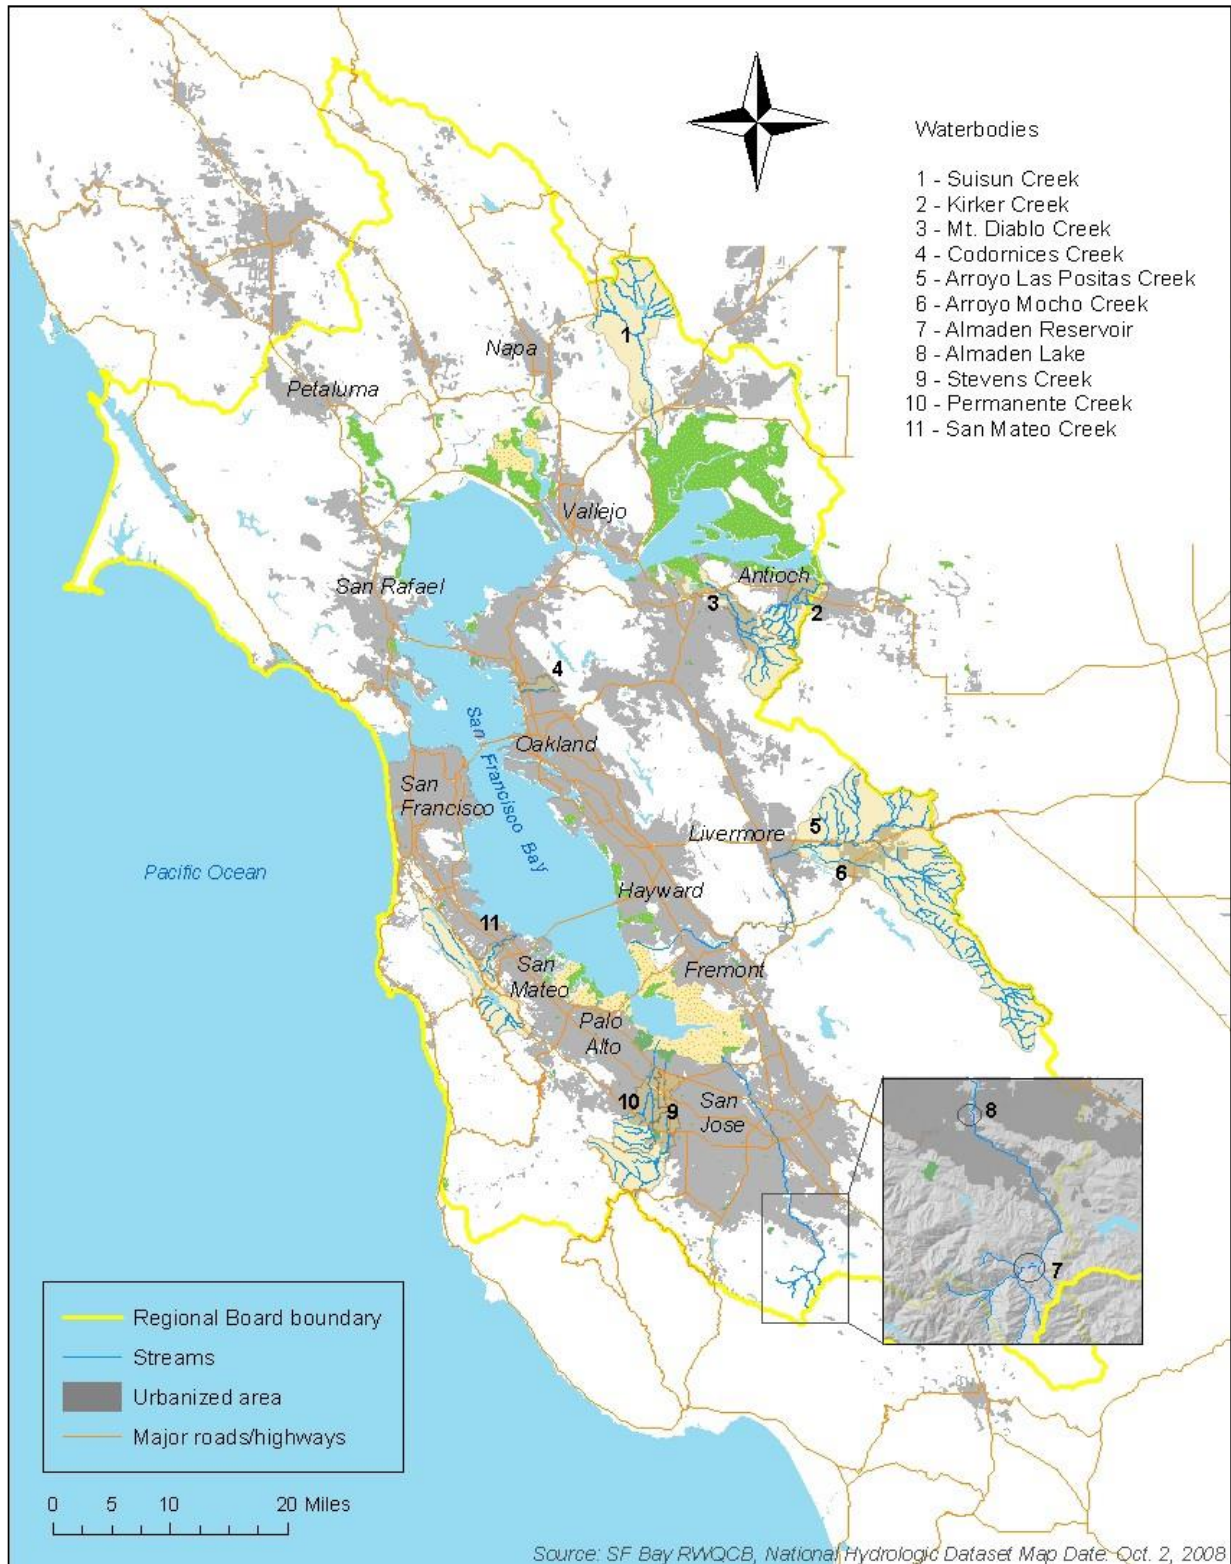 Waterbodies
1 - Suisun Creek
2 - Kirker Creek
3 - Mt. Diablo Creek
4 - Codornices Creek
5 - Arroyo Las Positas Creek
6 - Arroyo Mocho Creek
7 - Almaden Reservoir
8 - Almaden Lake
9 - Stevens Creek
10 - Permanente Creek
11 - San Mateo Creek
1
Napa
Petaluma
Vallejo
San Rafael
Antioch
3
2
4
San Francisco Bay
Oakland
San
Francisco
Livermore
5
6
Pacific Ocean
Hayward
11
San
Mateo
Fremont
Palo
Alto
10
9
San
Jose
8
7
Regional Board boundary
Streams
Urbanized area
Major roads/highways
0 5 10 20 Miles
Source: SF Bay RWQCB, National Hydrologic Dataset Map Date: Oct. 2, 2008